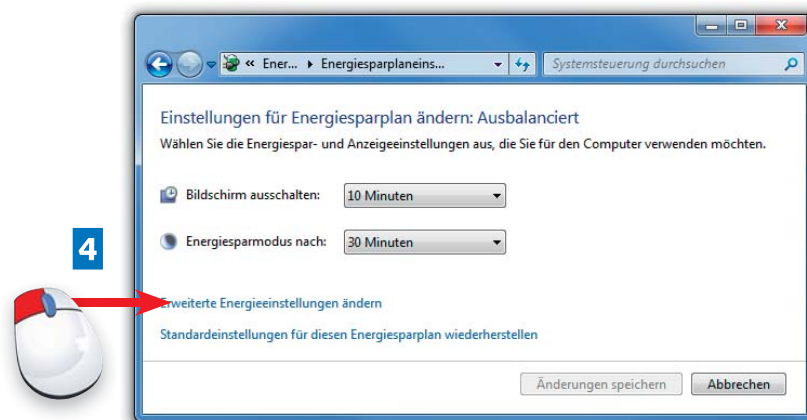 « Ener... Energiesparplaneins... Systemsteuerung durchsuchen
Einstellungen für Energiesparplan ändern: Ausbalanciert
Wählen Sie die Energiespar- und Anzeigeeinstellungen aus, die Sie für den Computer verwenden möchten.
Bildschirm ausschalten: 10 Minuten
Energiesparmodus nach: 30 Minuten
4
Erweiterte Energieeinstellungen ändern
Standardeinstellungen für diesen Energiesparplan wiederherstellen
Änderungen speichern Abbrechen